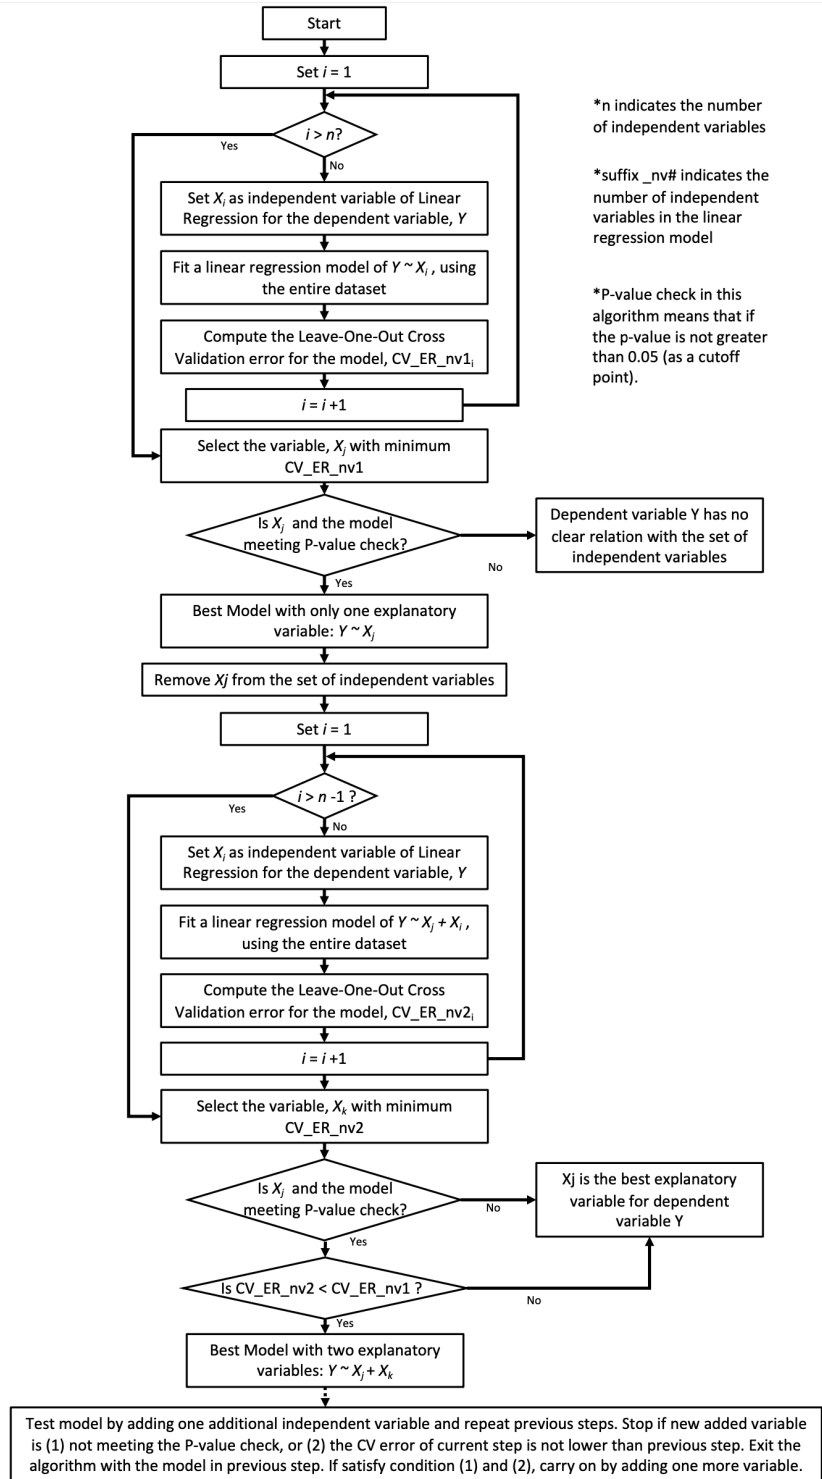 Start
Set i = 1
*n indicates the number
of independent variables
i > n?
Yes
No
*suffix _nv# indicates the
number of independent
variables in the linear
regression model
Set Xi as independent variable of Linear
Regression for the dependent variable, Y
Fit a linear regression model of Y ~ Xi , using
the entire dataset
*P-value check in this
algorithm means that if
the p-value is not greater
than 0.05 (as a cutoff
point).
Compute the Leave-One-Out Cross
Validation error for the model, CV_ER_nv1i
i = i +1
Select the variable, Xj with minimum
CV_ER_nv1
Is Xj and the model
meeting P-value check?
No
Dependent variable Y has no
clear relation with the set of
independent variables
Yes
Best Model with only one explanatory
variable: Y ~ Xj
Remove Xj from the set of independent variables
Set i = 1
i > n -1 ?
Yes
No
Set Xi as independent variable of Linear
Regression for the dependent variable, Y
Fit a linear regression model of Y ~ Xj + Xi ,
using the entire dataset
Compute the Leave-One-Out Cross
Validation error for the model, CV_ER_nv2i
i = i +1
Select the variable, Xk with minimum
CV_ER_nv2
Is Xj and the model
meeting P-value check?
No
Xj is the best explanatory
variable for dependent
variable Y
Yes
Is CV_ER_nv2 < CV_ER_nv1 ?
No
Yes
Best Model with two explanatory
variables: Y ~ Xj + Xk
Test model by adding one additional independent variable and repeat previous steps. Stop if new added variable
is (1) not meeting the P-value check, or (2) the CV error of current step is not lower than previous step. Exit the
algorithm with the model in previous step. If satisfy condition (1) and (2), carry on by adding one more variable.